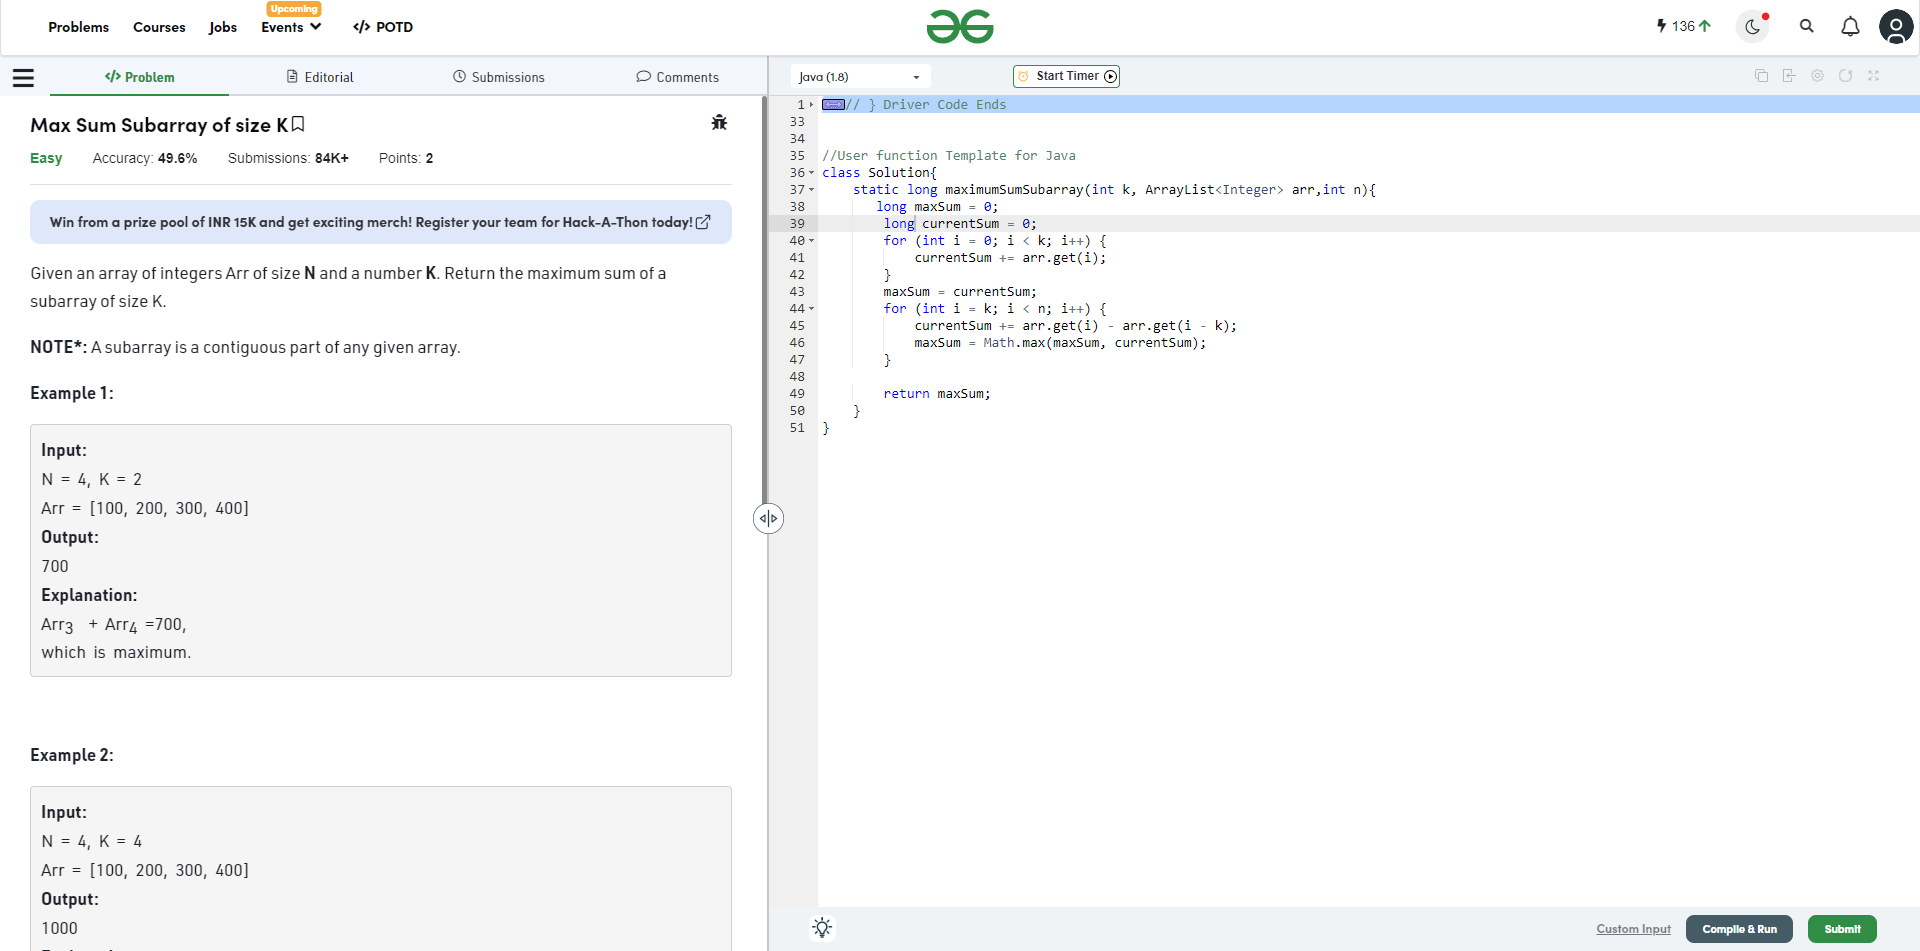 Problems Courses Jobs Upcoming Events </> POTD
136
</> Problem Editorial Submissions Comments
Java (1.8) Start Timer
Max Sum Subarray of size K
Easy Accuracy: 49.6% Submissions: 84K+ Points: 2
Win from a prize pool of INR 15K and get exciting merch! Register your team for Hack-A-Thon today!
Given an array of integers Arr of size N and a number K. Return the maximum sum of a
subarray of size K.
NOTE*: A subarray is a contiguous part of any given array.
Example 1:
Input:
N = 4, K = 2
Arr = [100, 200, 300, 400]
Output:
700
Explanation:
Arr3 + Arr4 =700,
which is maximum.
Example 2:
Input:
N = 4, K = 4
Arr = [100, 200, 300, 400]
Output:
1000
1 // } Driver Code Ends
33
34
35 //User function Template for Java
36 class Solution{
37 static long maximumSumSubarray(int k, ArrayList<Integer> arr,int n){
38 long maxSum = 0;
39 long currentSum = 0;
40 for (int i = 0; i < k; i++) {
41 currentSum += arr.get(i);
42 }
43 maxSum = currentSum;
44 for (int i = k; i < n; i++) {
45 currentSum += arr.get(i) - arr.get(i - k);
46 maxSum = Math.max(maxSum, currentSum);
47 }
48
49 return maxSum;
50 }
51 }
Custom Input Compile & Run Submit